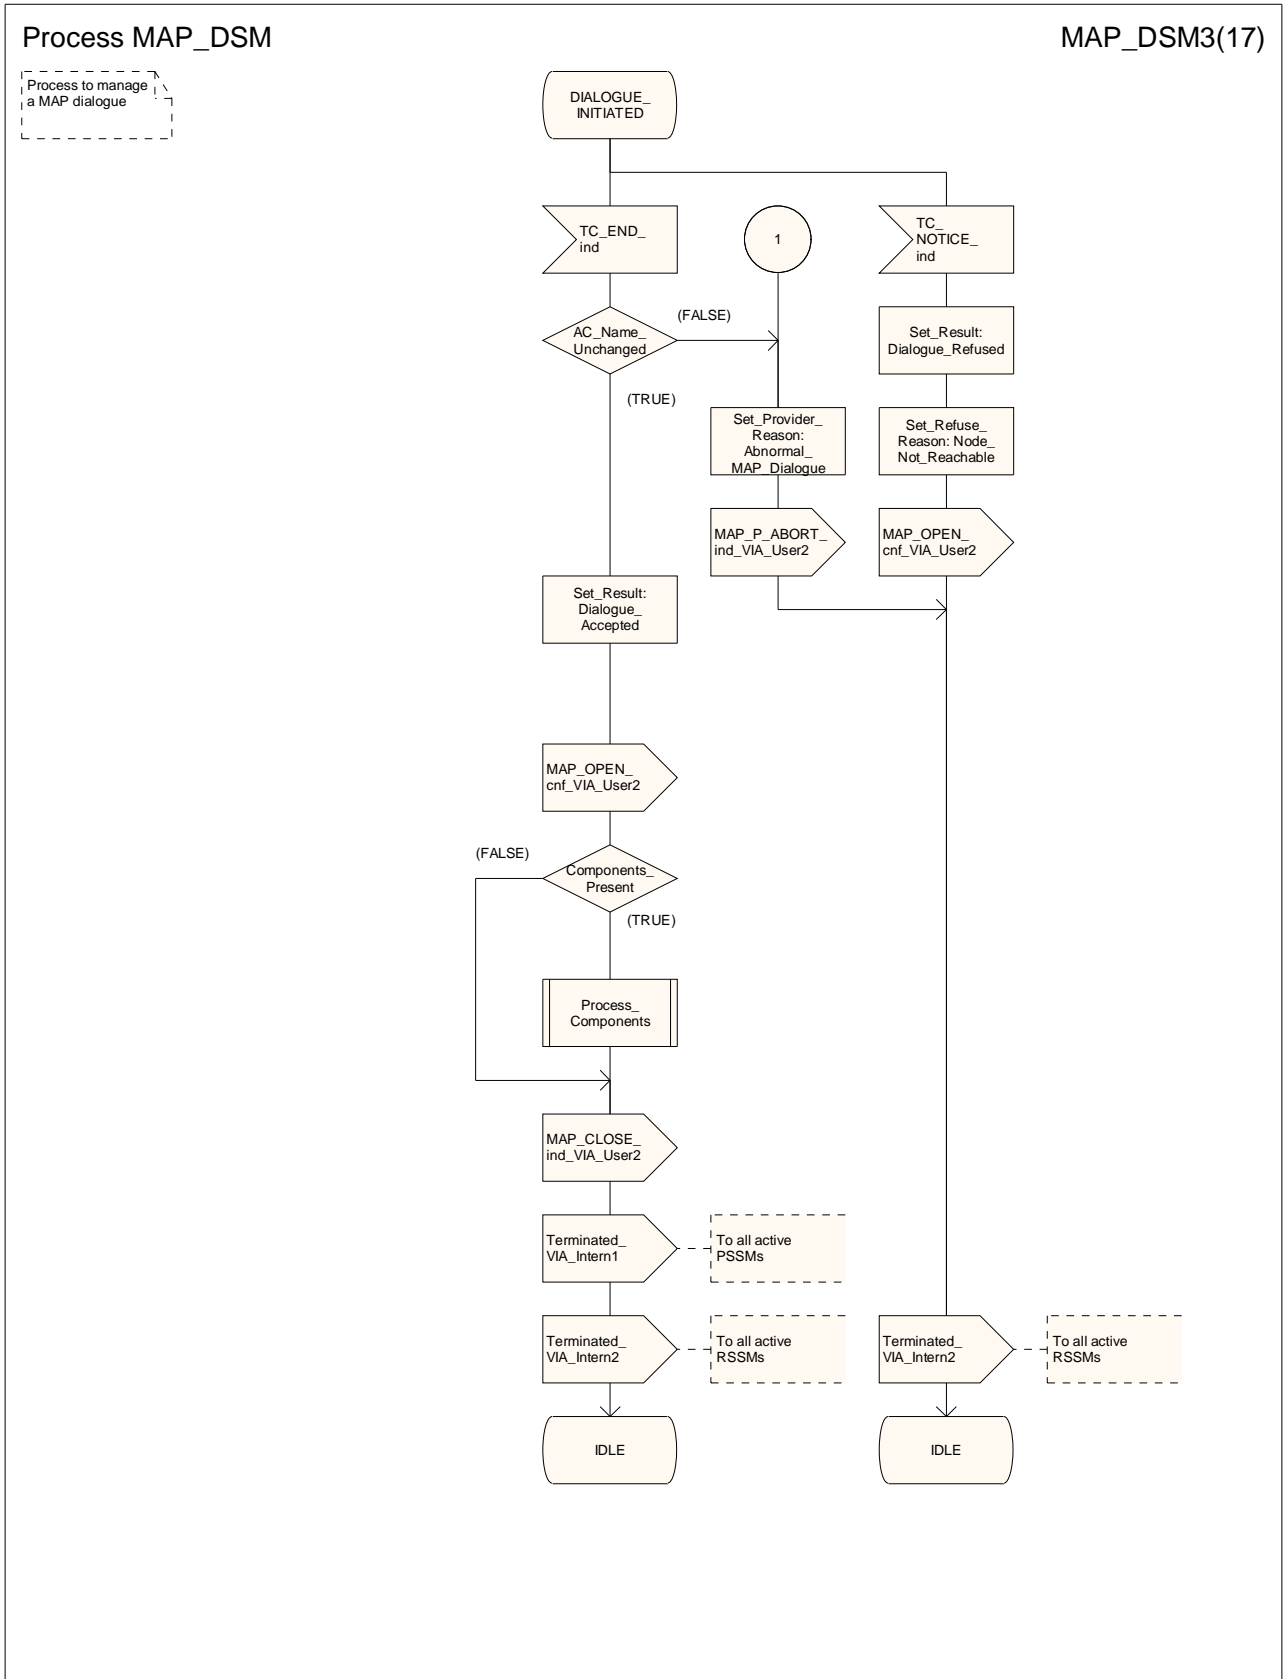 Process MAP_DSM
MAP_DSM3(17)
Process to manage
a MAP dialogue
DIALOGUE_
INITIATED
TC_END_
ind
1
TC_
NOTICE_
ind
AC_Name_
Unchanged
(FALSE)
(TRUE)
Set_Result:
Dialogue_Refused
Set_Provider_
Reason:
Abnormal_
MAP_Dialogue
Set_Refuse_
Reason: Node_
Not_Reachable
MAP_P_ABORT_
ind_VIA_User2
MAP_OPEN_
cnf_VIA_User2
Set_Result:
Dialogue_
Accepted
MAP_OPEN_
cnf_VIA_User2
(FALSE)
Components_
Present
(TRUE)
Process_
Components
MAP_CLOSE_
ind_VIA_User2
Terminated_
VIA_Intern1
To all active
PSSMs
Terminated_
VIA_Intern2
To all active
RSSMs
Terminated_
VIA_Intern2
To all active
RSSMs
IDLE
IDLE